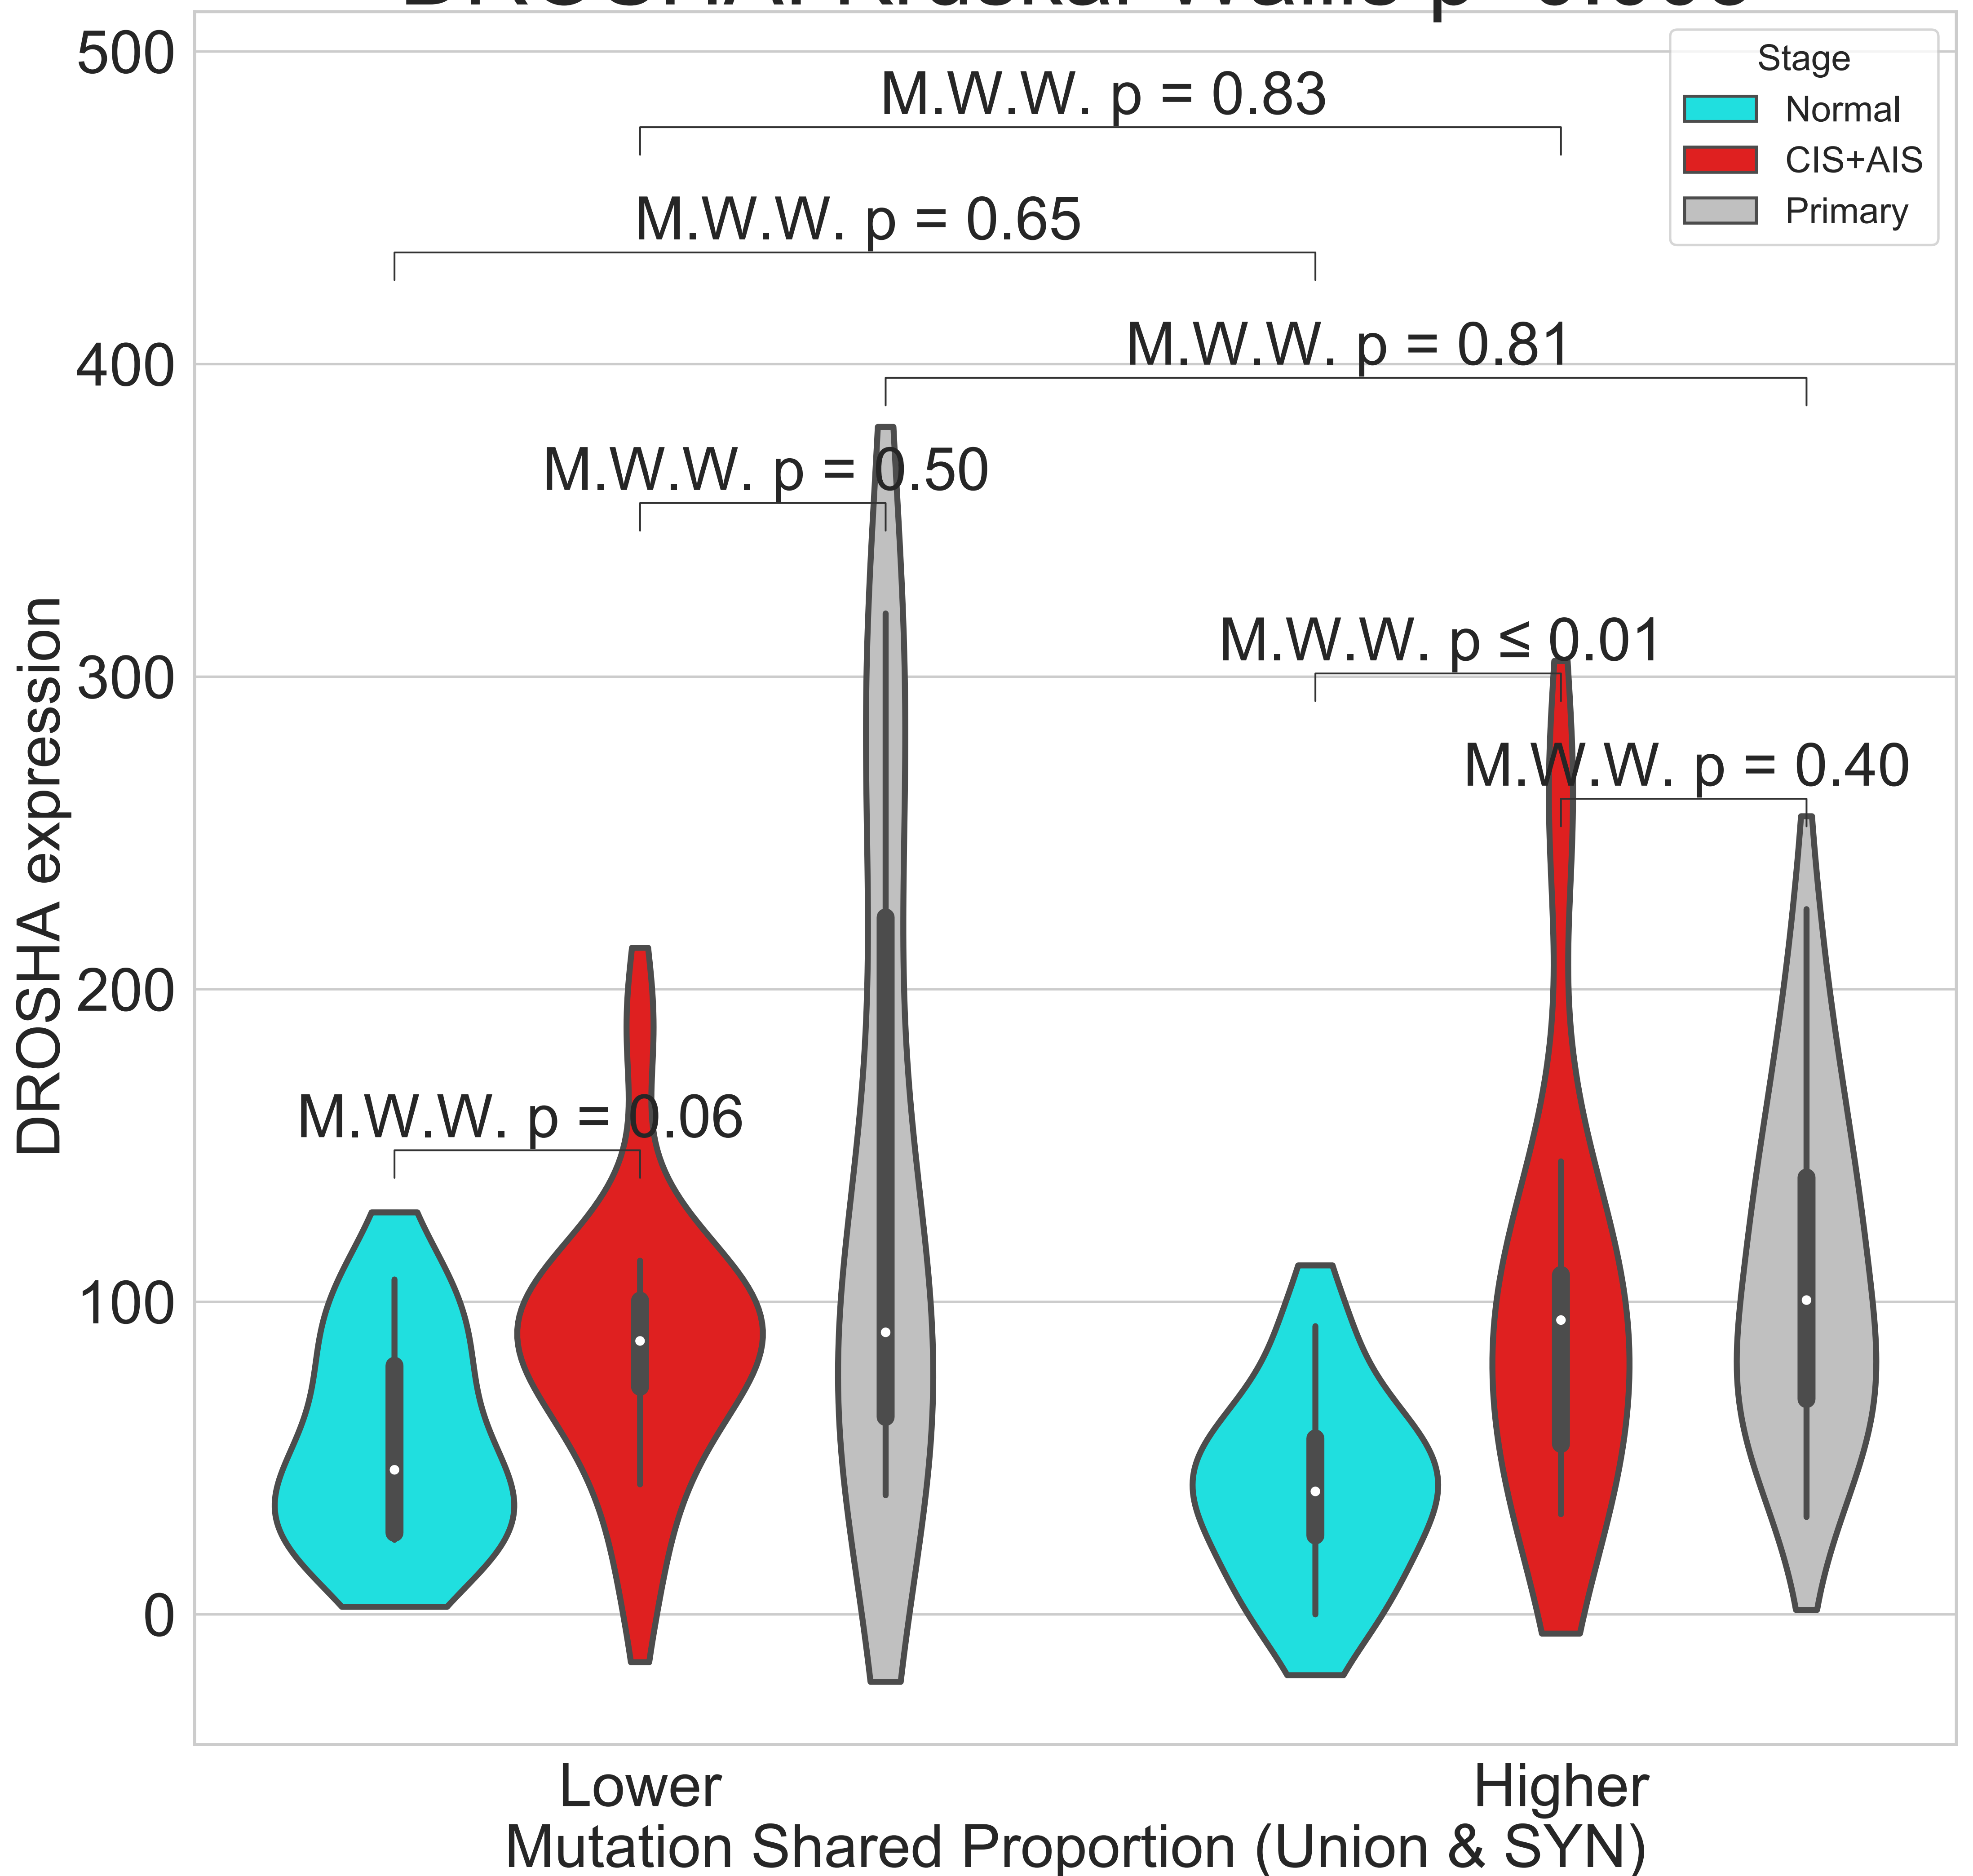 500
Stage
Normal
CIS+AIS
Primary
M.W.W. p = 0.83
M.W.W. p = 0.65
M.W.W. p = 0.81
400
M.W.W. p = 0.50
M.W.W. p ≤ 0.01
300
M.W.W. p = 0.40
DROSHA expression
200
M.W.W. p = 0.06
100
0
Lower
Higher
Mutation Shared Proportion (Union & SYN)